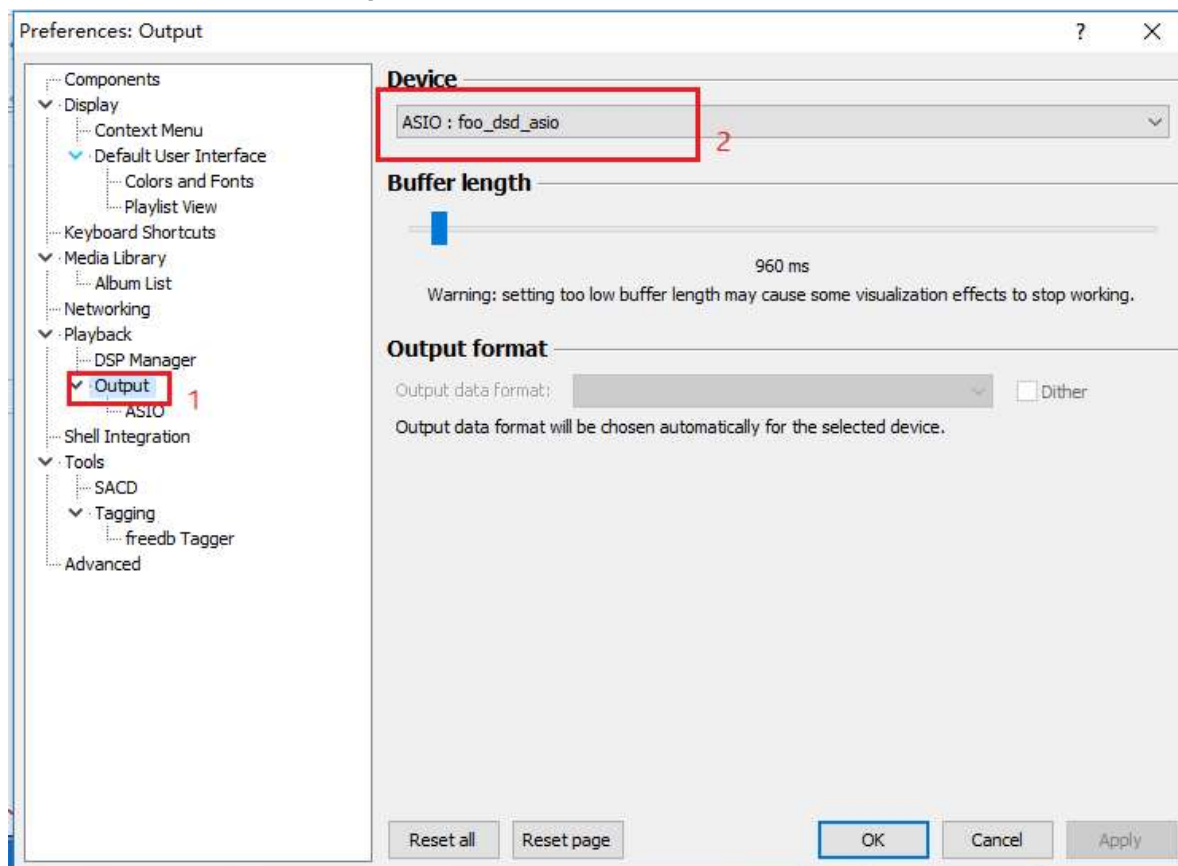 Preferences: Output
?
Components
Display
Context Menu
Default User Interface
Colors and Fonts
Playlist View
Keyboard Shortcuts
Media Library
Album List
Networking
Playback
DSP Manager
Output
1
ASIO
Shell Integration
Tools
SACD
Tagging
freedb Tagger
Advanced
Device
ASIO : foo_dsd_asio
2
Buffer length
960 ms
Warning: setting too low buffer length may cause some visualization effects to stop working.
Output format
Output data format:
Dither
Output data format will be chosen automatically for the selected device.
Reset all
Reset page
OK
Cancel
Apply